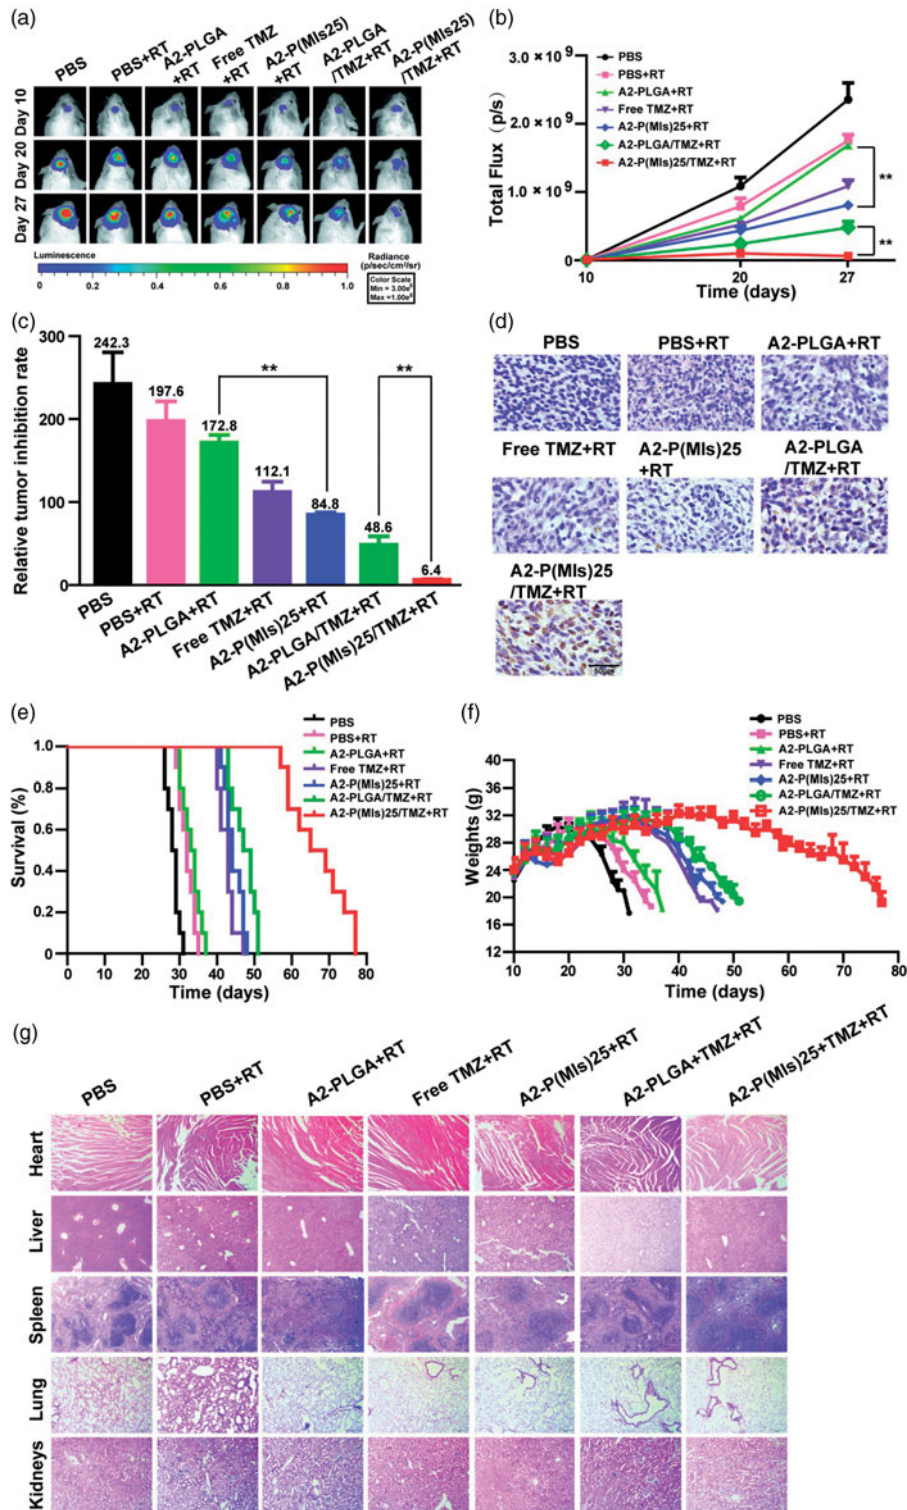 (a)
PBS
PBS+RT
A2-PLGA
+RT
Free TMZ
+RT
A2-P(MIs25)
+RT
A2-PLGA
/TMZ+RT
A2-P(MIs25)
/TMZ+RT
Day 10
Day 20
Day 27
Luminescence
0
0.2
0.4
0.6
0.8
1.0
Radiance
(p/sec/cm²/sr)
Color Scale
(b)
Total Flux (p/s)
3.0 × 10⁹
2.0 × 10⁹
1.0 × 10⁹
0
PBS
PBS+RT
A2-PLGA+RT
Free TMZ+RT
A2-P(MIs)25+RT
A2-PLGA/TMZ+RT
A2-P(MIs)25/TMZ+RT
**
**
10
20
27
Time (days)
(c)
Relative tumor inhibition rate
300
200
100
0
242.3
197.6
172.8
112.1
84.8
48.6
6.4
**
**
PBS
PBS+RT
A2-PLGA+RT
Free TMZ+RT
A2-P(MIs)25+RT
A2-PLGA/TMZ+RT
A2-P(MIs)25/TMZ+RT
(d)
PBS
PBS+RT
A2-PLGA+RT
Free TMZ+RT
A2-P(MIs)25
+RT
A2-PLGA
/TMZ+RT
A2-P(MIs)25
/TMZ+RT
50μm
(e)
Survival (%)
1.0
0.8
0.6
0.4
0.2
0
PBS
PBS+RT
A2-PLGA+RT
Free TMZ+RT
A2-P(MIs)25+RT
A2-PLGA/TMZ+RT
A2-P(MIs)25/TMZ+RT
0
10
20
30
40
50
60
70
80
Time (days)
(f)
Weights (g)
36
32
28
24
20
16
12
PBS
PBS+RT
A2-PLGA+RT
Free TMZ+RT
A2-P(MIs)25+RT
A2-PLGA/TMZ+RT
A2-P(MIs)25/TMZ+RT
10
20
30
40
50
60
70
80
Time (days)
(g)
PBS
PBS+RT
A2-PLGA+RT
Free TMZ+RT
A2-P(MIs)25+RT
A2-PLGA+TMZ+RT
A2-P(MIs)25+TMZ+RT
Heart
Liver
Spleen
Lung
Kidneys